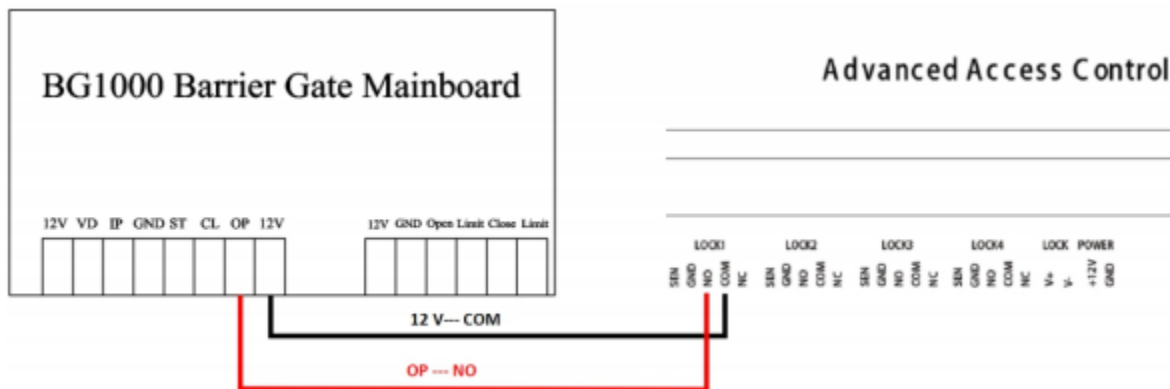 BG1000 Barrier Gate Mainboard
Advanced Access Control
12V VD IP GND ST CL OP 12V
12V GND Open Limit Close Limit
LOCK1 LOCK2 LOCK3 LOCK4 LOCK POWER
SEN GND NO COM NC SEN GND NO COM NC SEN GND NO COM NC SEN GND NO COM NC V+ V- +12V GND
12 V--- COM
OP --- NO